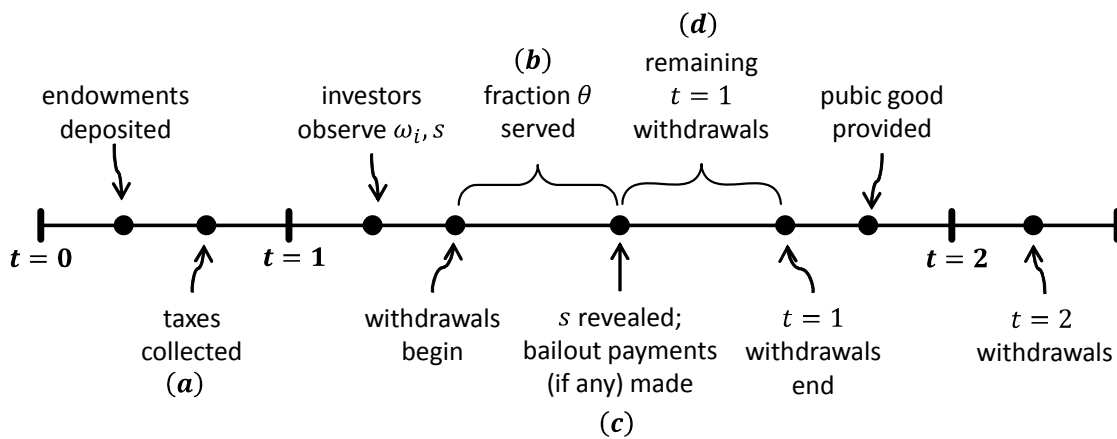 (d)
(b)
remaining
endowments
investors
fraction θ
t = 1
pubic good
deposited
observe ωᵢ, s
served
withdrawals
provided
t = 0
t = 1
t = 2
taxes
withdrawals
s revealed;
t = 1
t = 2
collected
begin
bailout payments
withdrawals
withdrawals
(a)
(if any) made
end
(c)